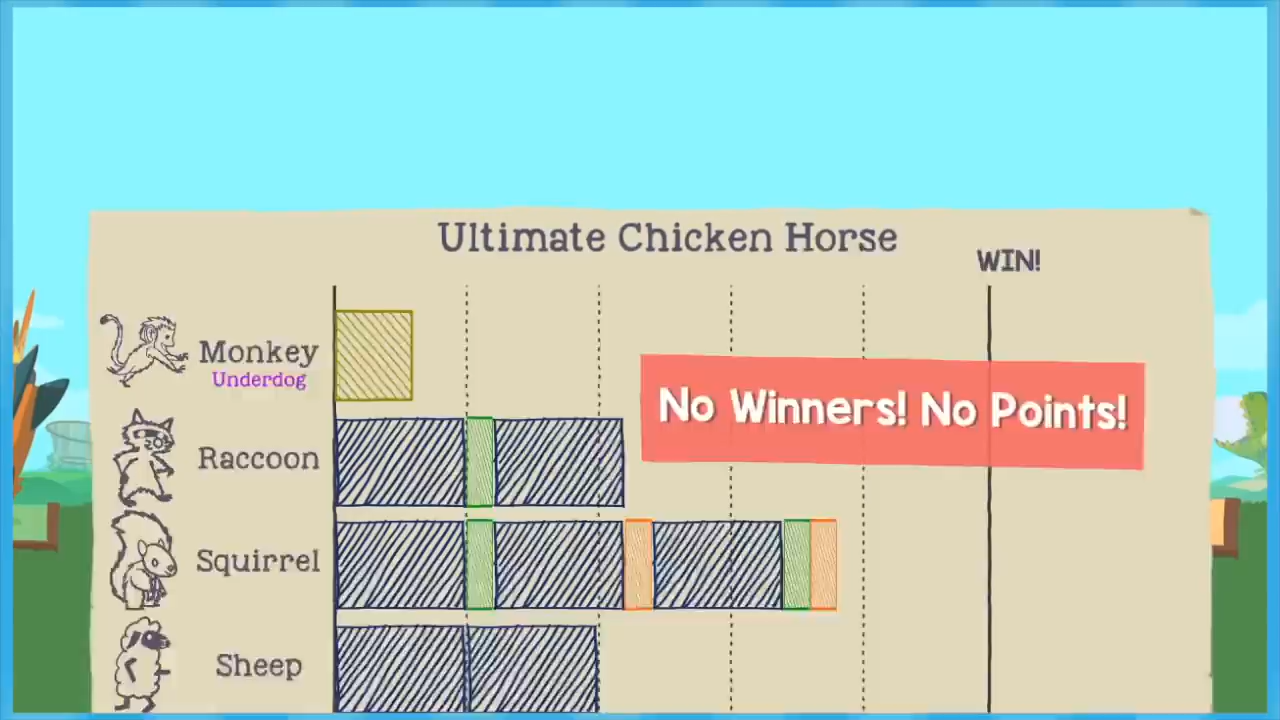 Ultimate Chicken Horse
WIN!
Monkey
Underdog
No Winners! No Points!
Raccoon
Squirrel
Sheep